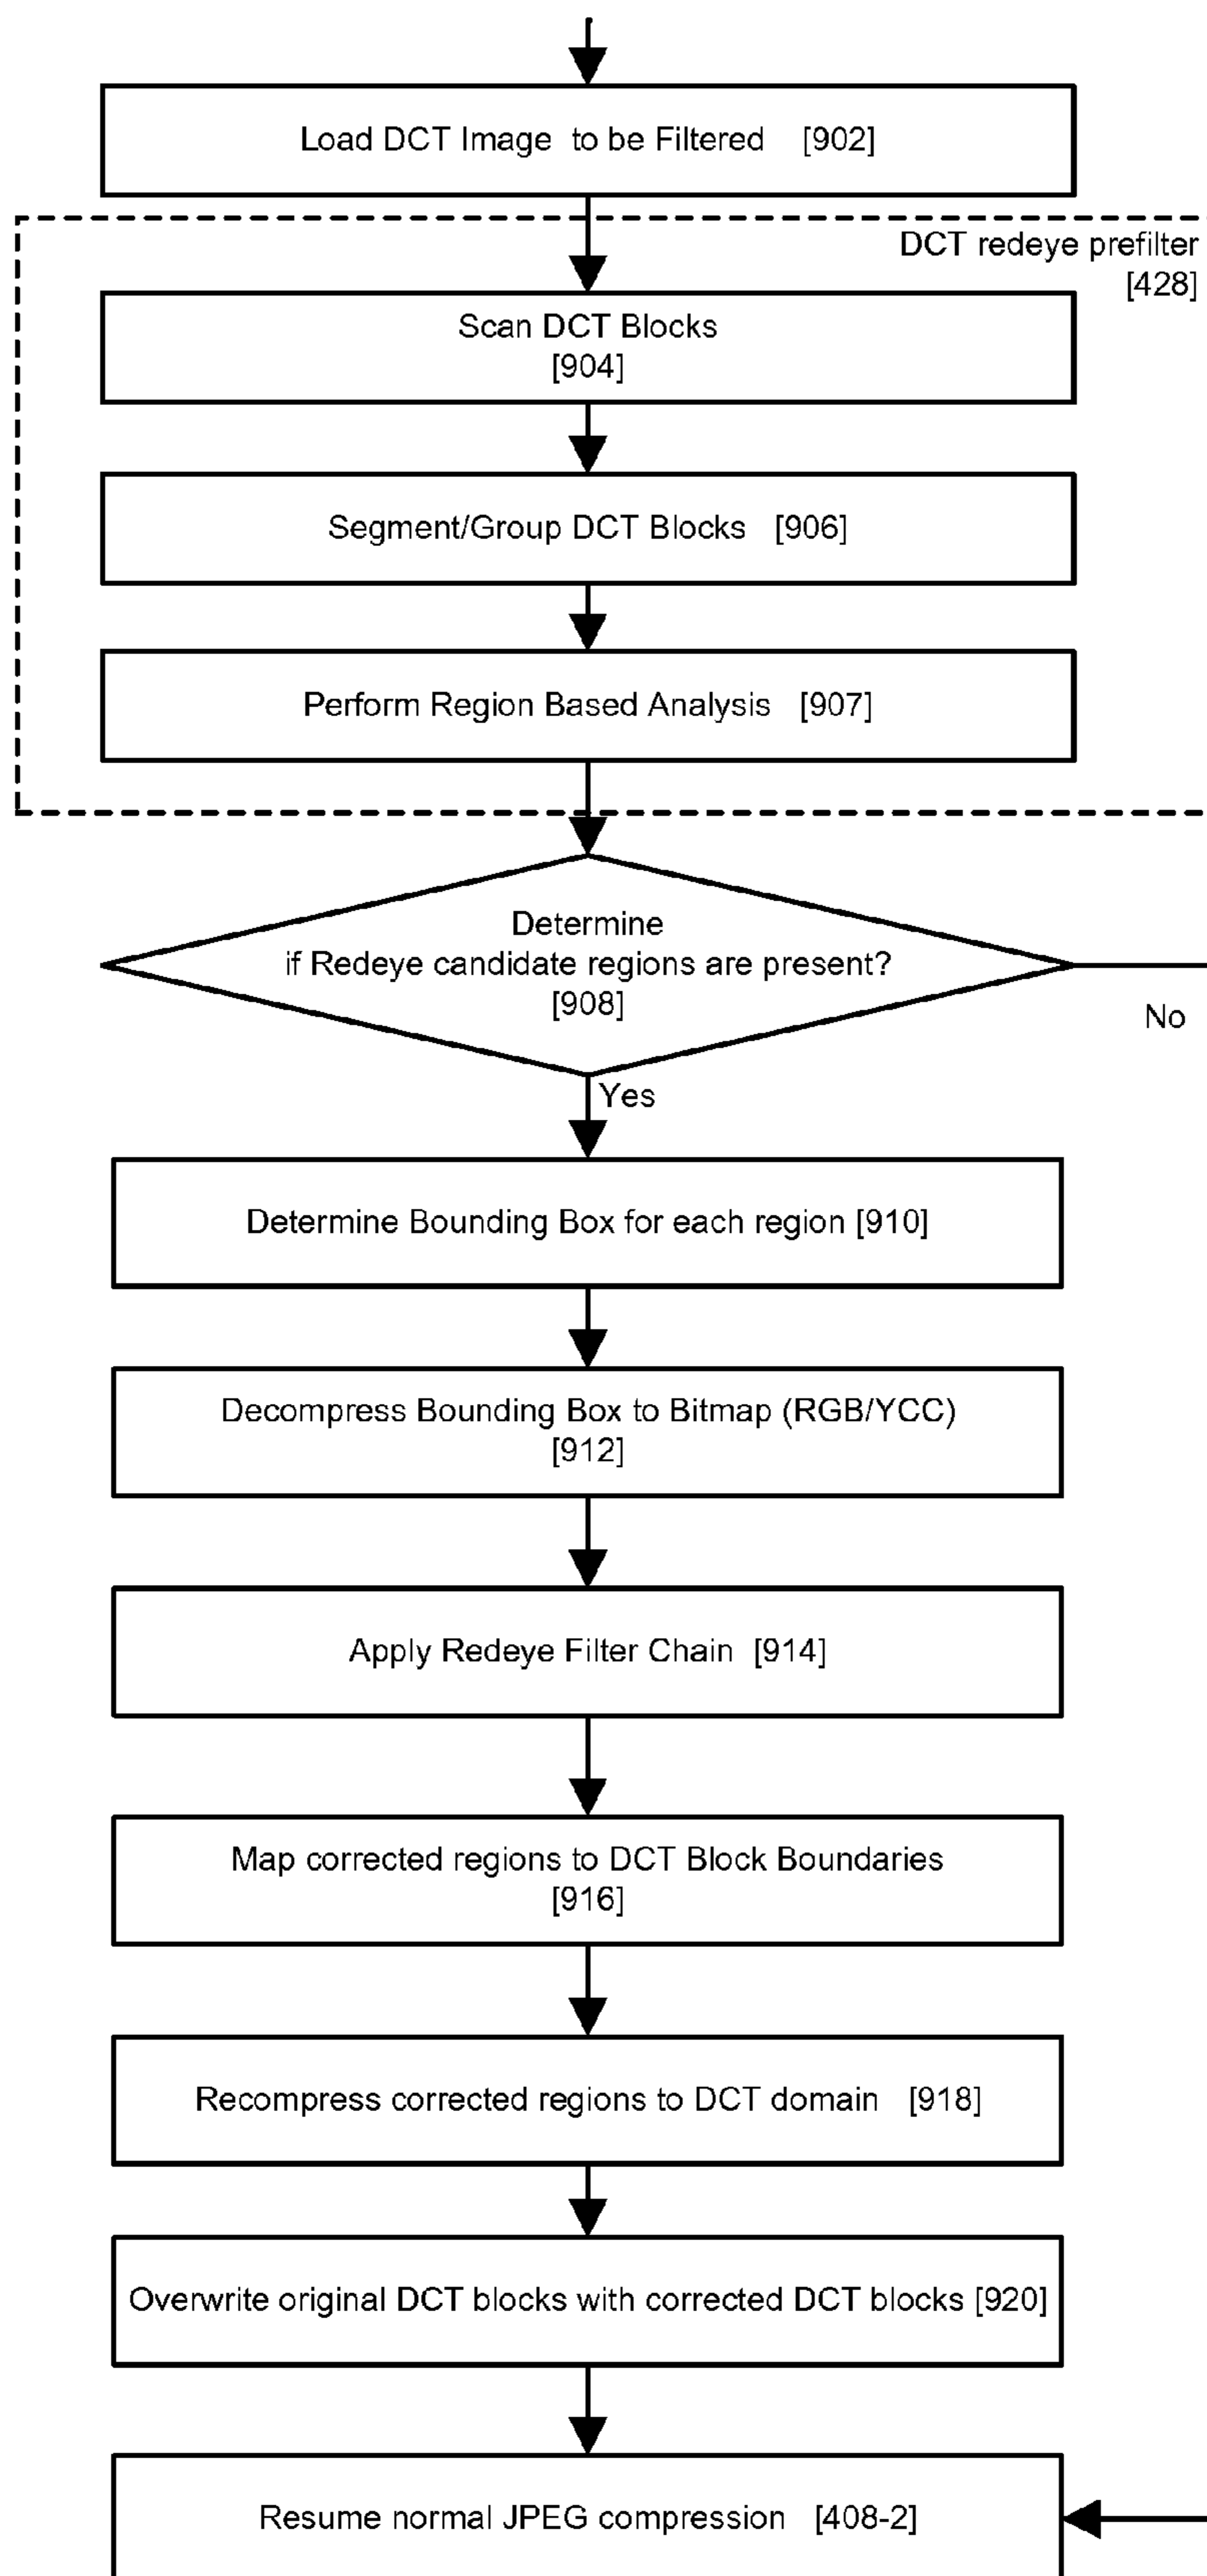 Load DCT Image to be Filtered [902]
DCT redeye prefilter
[428]
Scan DCT Blocks
[904]
Segment/Group DCT Blocks [906]
Perform Region Based Analysis [907]
Determine
if Redeye candidate regions are present?
[908]
No
Yes
Determine Bounding Box for each region [910]
Decompress Bounding Box to Bitmap (RGB/YCC)
[912]
Apply Redeye Filter Chain [914]
Map corrected regions to DCT Block Boundaries
[916]
Recompress corrected regions to DCT domain [918]
Overwrite original DCT blocks with corrected DCT blocks [920]
Resume normal JPEG compression [408-2]